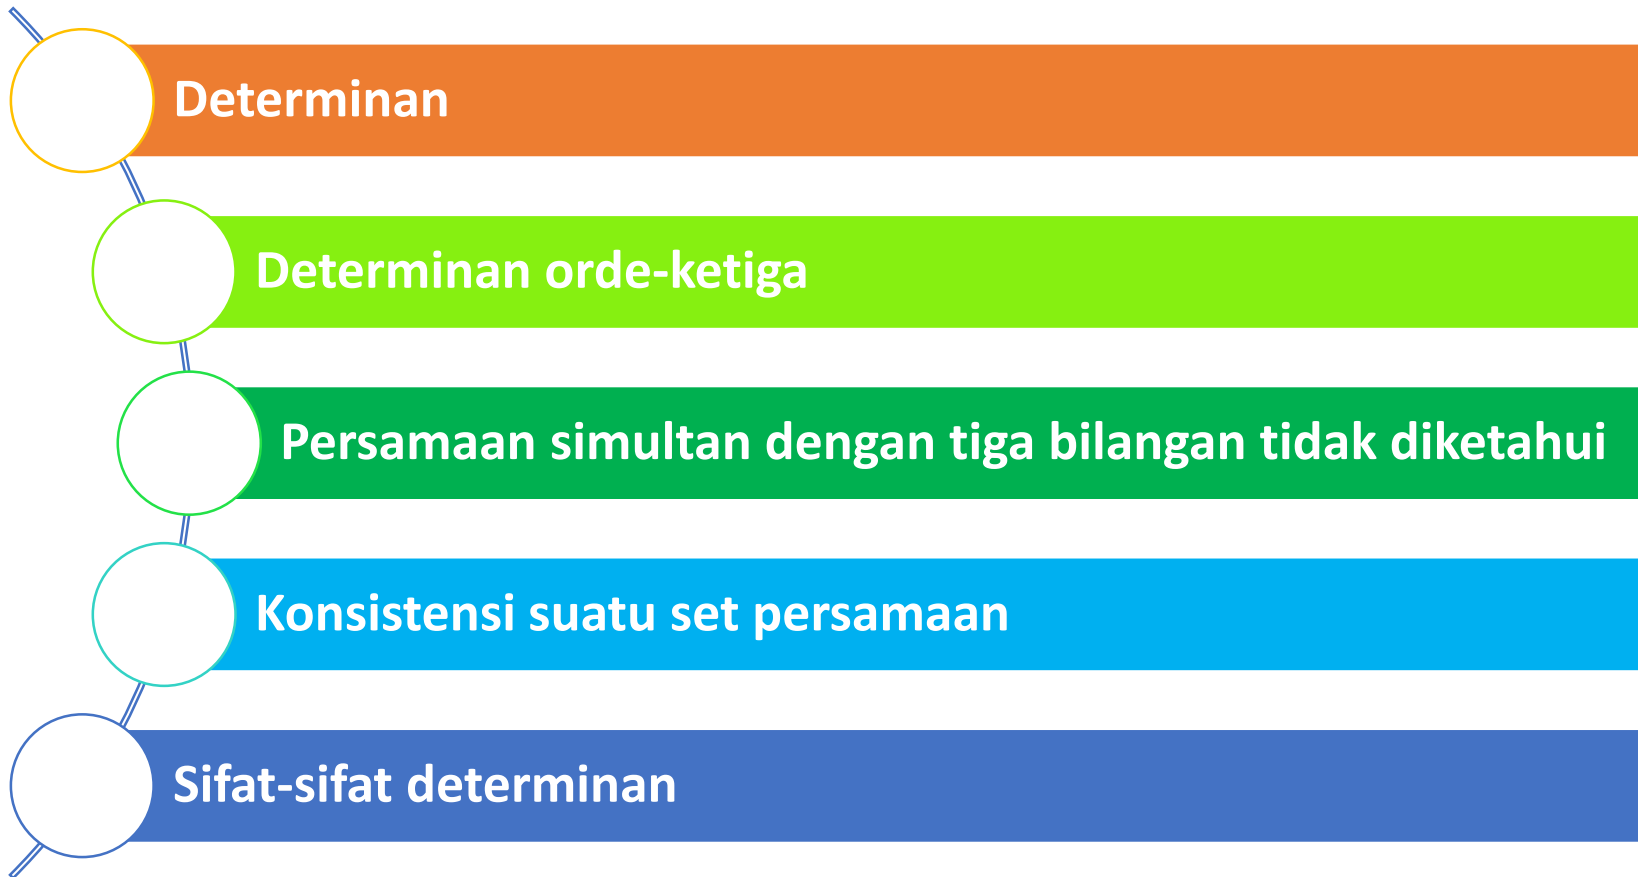 Determinan
Determinan orde-ketiga
Persamaan simultan dengan tiga bilangan tidak diketahui
Konsistensi suatu set persamaan
Sifat-sifat determinan